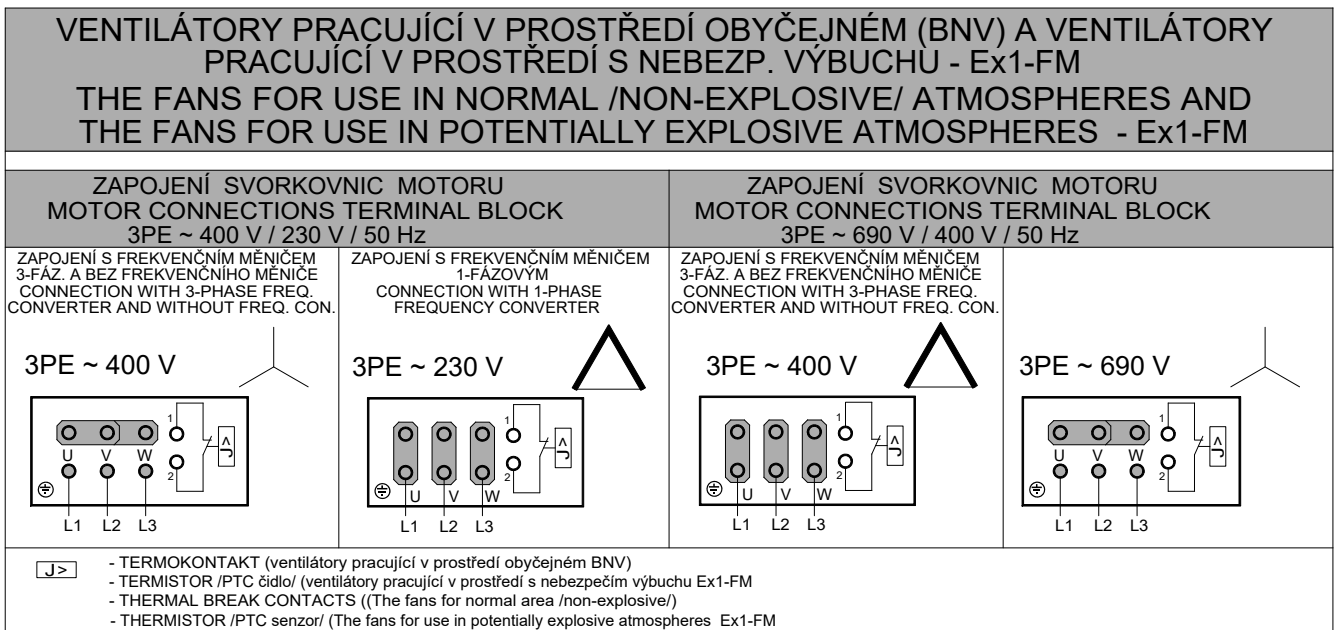 VENTILÁTORY PRACUJÍCÍ V PROSTŘEDÍ OBYČEJNÉM (BNV) A VENTILÁTORY
PRACUJÍCÍ V PROSTŘEDÍ S NEBEZP. VÝBUCHU - Ex1-FM
THE FANS FOR USE IN NORMAL /NON-EXPLOSIVE/ ATMOSPHERES AND
THE FANS FOR USE IN POTENTIALLY EXPLOSIVE ATMOSPHERES - Ex1-FM
ZAPOJENÍ SVORKOVNIC MOTORU
MOTOR CONNECTIONS TERMINAL BLOCK
3PE ~ 400 V / 230 V / 50 Hz
ZAPOJENÍ SVORKOVNIC MOTORU
MOTOR CONNECTIONS TERMINAL BLOCK
3PE ~ 690 V / 400 V / 50 Hz
ZAPOJENÍ S FREKVENČNÍM MĚNIČEM
3-FÁZ. A BEZ FREKVENČNÍHO MĚNIČE
CONNECTION WITH 3-PHASE FREQ.
CONVERTER AND WITHOUT FREQ. CON.
3PE ~ 400 V
1
U V W
2
J>
L1 L2 L3
ZAPOJENÍ S FREKVENČNÍM MĚNIČEM
1-FÁZOVÝM
CONNECTION WITH 1-PHASE
FREQUENCY CONVERTER
3PE ~ 230 V
1
2
J>
U V W
L1 L2 L3
ZAPOJENÍ S FREKVENČNÍM MĚNIČEM
3-FÁZ. A BEZ FREKVENČNÍHO MĚNIČE
CONNECTION WITH 3-PHASE FREQ.
CONVERTER AND WITHOUT FREQ. CON.
3PE ~ 400 V
1
2
J>
U V W
L1 L2 L3
3PE ~ 690 V
1
U V W
2
J>
L1 L2 L3
J> - TERMOKONTAKT (ventilátory pracující v prostředí obyčejném BNV)
- TERMISTOR /PTC čidlo/ (ventilátory pracující v prostředí s nebezpečím výbuchu Ex1-FM
- THERMAL BREAK CONTACTS ((The fans for normal area /non-explosive/)
- THERMISTOR /PTC senzor/ (The fans for use in potentially explosive atmospheres Ex1-FM